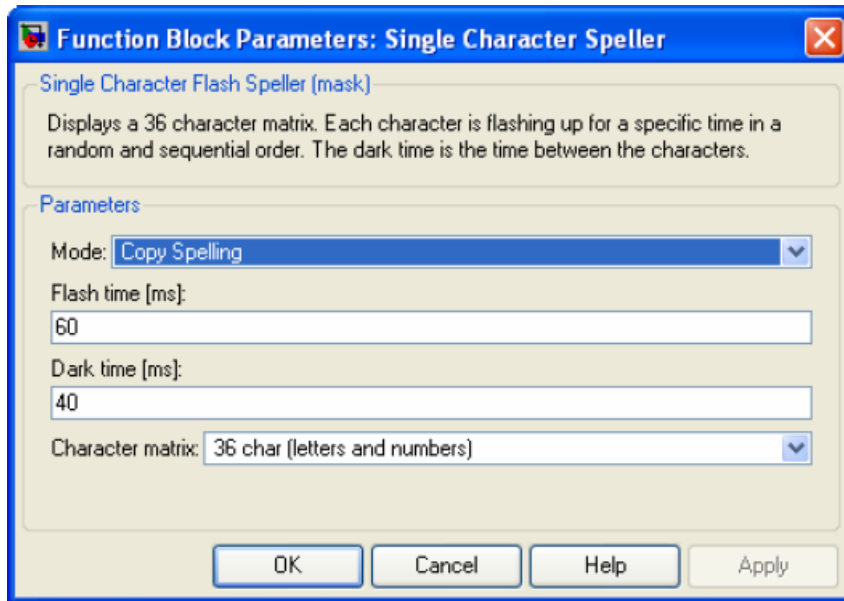 Function Block Parameters: Single Character Speller
Single Character Flash Speller (mask)
Displays a 36 character matrix. Each character is flashing up for a specific time in a
random and sequential order. The dark time is the time between the characters.
Parameters
Mode: Copy Spelling
Flash time [ms]:
60
Dark time [ms]:
40
Character matrix: 36 char (letters and numbers)
OK Cancel Help Apply